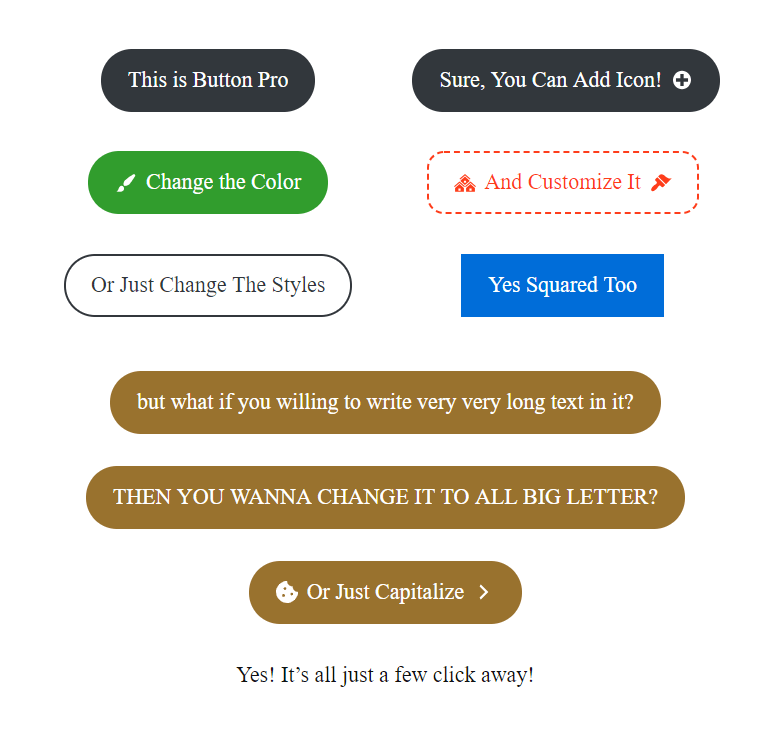 This is Button Pro
Sure, You Can Add Icon!
Change the Color
And Customize It
Or Just Change The Styles
Yes Squared Too
but what if you willing to write very very long text in it?
THEN YOU WANNA CHANGE IT TO ALL BIG LETTER?
Or Just Capitalize
Yes! It’s all just a few click away!